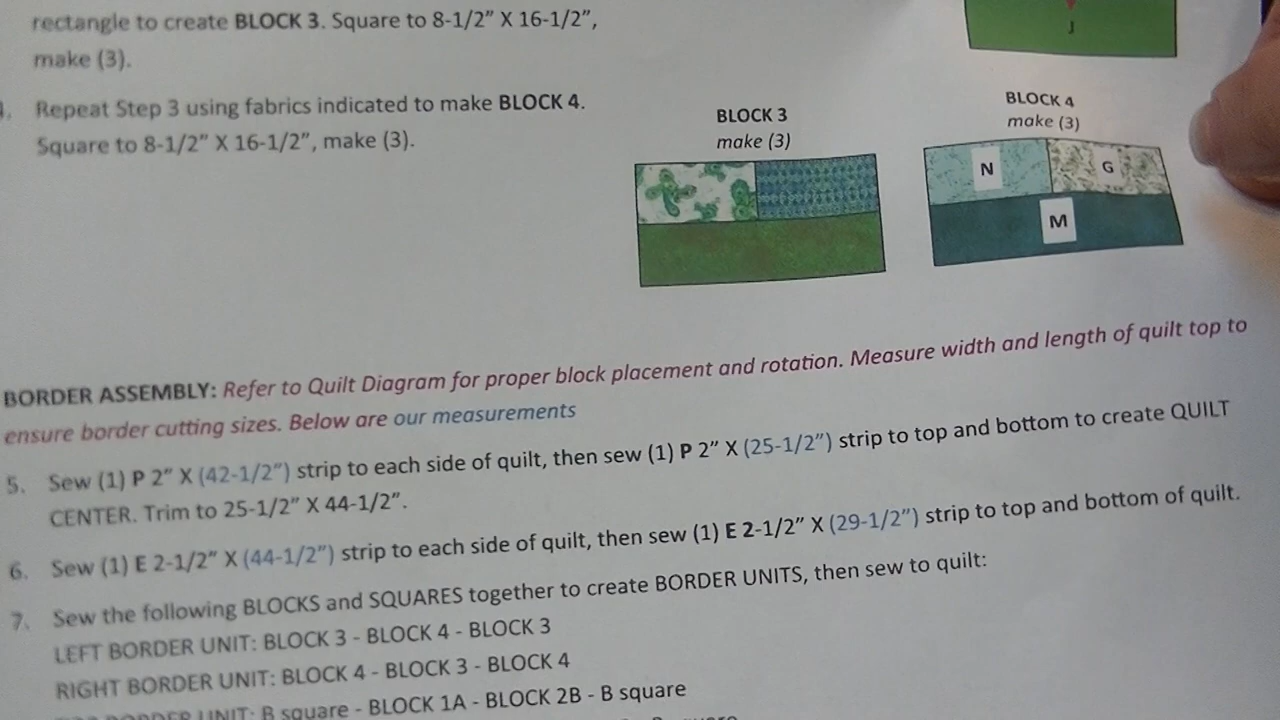 rectangle to create BLOCK 3. Square to 8-1/2” X 16-1/2”,
make (3).
J
4. Repeat Step 3 using fabrics indicated to make BLOCK 4.
Square to 8-1/2” X 16-1/2”, make (3).
BLOCK 3
make (3)
BLOCK 4
make (3)
N
G
M
BORDER ASSEMBLY: Refer to Quilt Diagram for proper block placement and rotation. Measure width and length of quilt top to
ensure border cutting sizes. Below are our measurements
5. Sew (1) P 2” X (42-1/2”) strip to each side of quilt, then sew (1) P 2” X (25-1/2”) strip to top and bottom to create QUILT
CENTER. Trim to 25-1/2” X 44-1/2”.
6. Sew (1) E 2-1/2” X (44-1/2”) strip to each side of quilt, then sew (1) E 2-1/2” X (29-1/2”) strip to top and bottom of quilt.
7. Sew the following BLOCKS and SQUARES together to create BORDER UNITS, then sew to quilt:
LEFT BORDER UNIT: BLOCK 3 - BLOCK 4 - BLOCK 3
RIGHT BORDER UNIT: BLOCK 4 - BLOCK 3 - BLOCK 4
BORDER UNIT: B square - BLOCK 1A - BLOCK 2B - B square